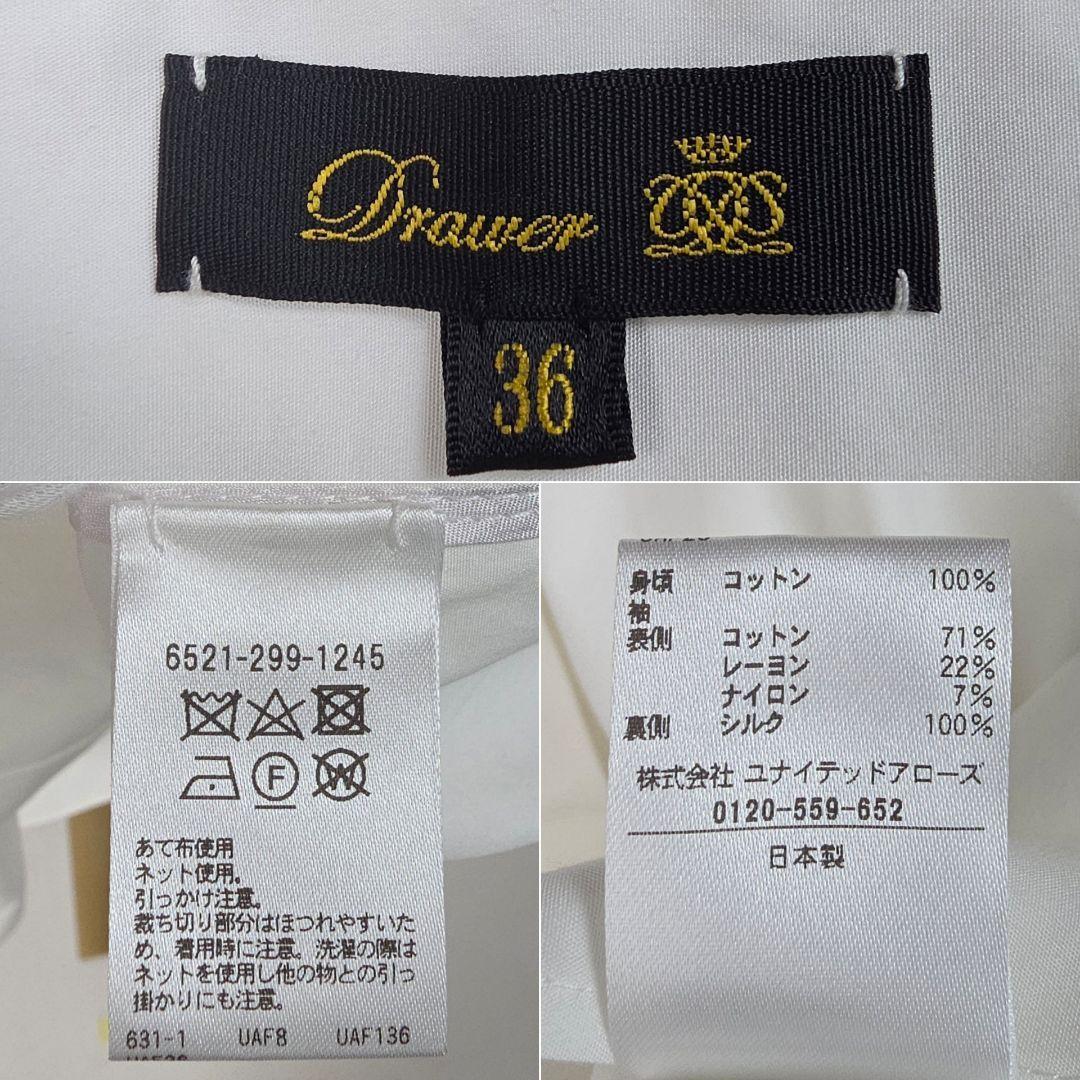 Drawer
36
6521-299-1245
F
W
あて布使用
ネット使用。
引っかけ注意。
裁ち切り部分はほつれやすいた
め、着用時に注意。洗濯の際は
ネットを使用し他の物との引っ
掛かりにも注意。
631-1 UAF8 UAF136
身頃 コットン 100%
袖
表側 コットン 71%
レーヨン 22%
ナイロン 7%
裏側 シルク 100%
株式会社 ユナイテッドアローズ
0120-559-652
日本製